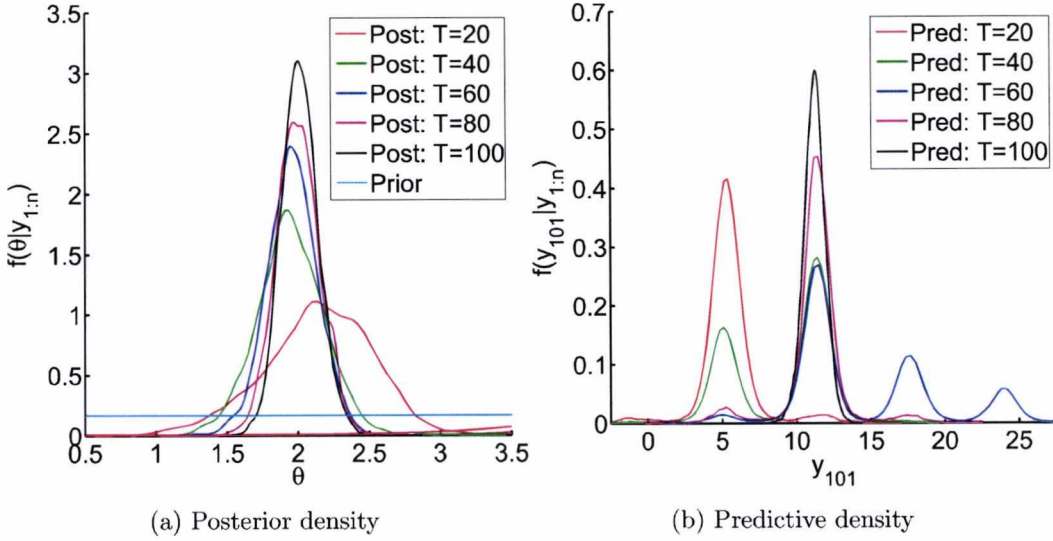 3.5
3
2.5
2
1.5
1
0.5
0
0.5 1 1.5 2 2.5 3 3.5
θ
f(θ|y1:n)
Post: T=20
Post: T=40
Post: T=60
Post: T=80
Post: T=100
Prior
(a) Posterior density
0.7
0.6
0.5
0.4
0.3
0.2
0.1
0
0 5 10 15 20 25
y101
f(y101|y1:n)
Pred: T=20
Pred: T=40
Pred: T=60
Pred: T=80
Pred: T=100
(b) Predictive density